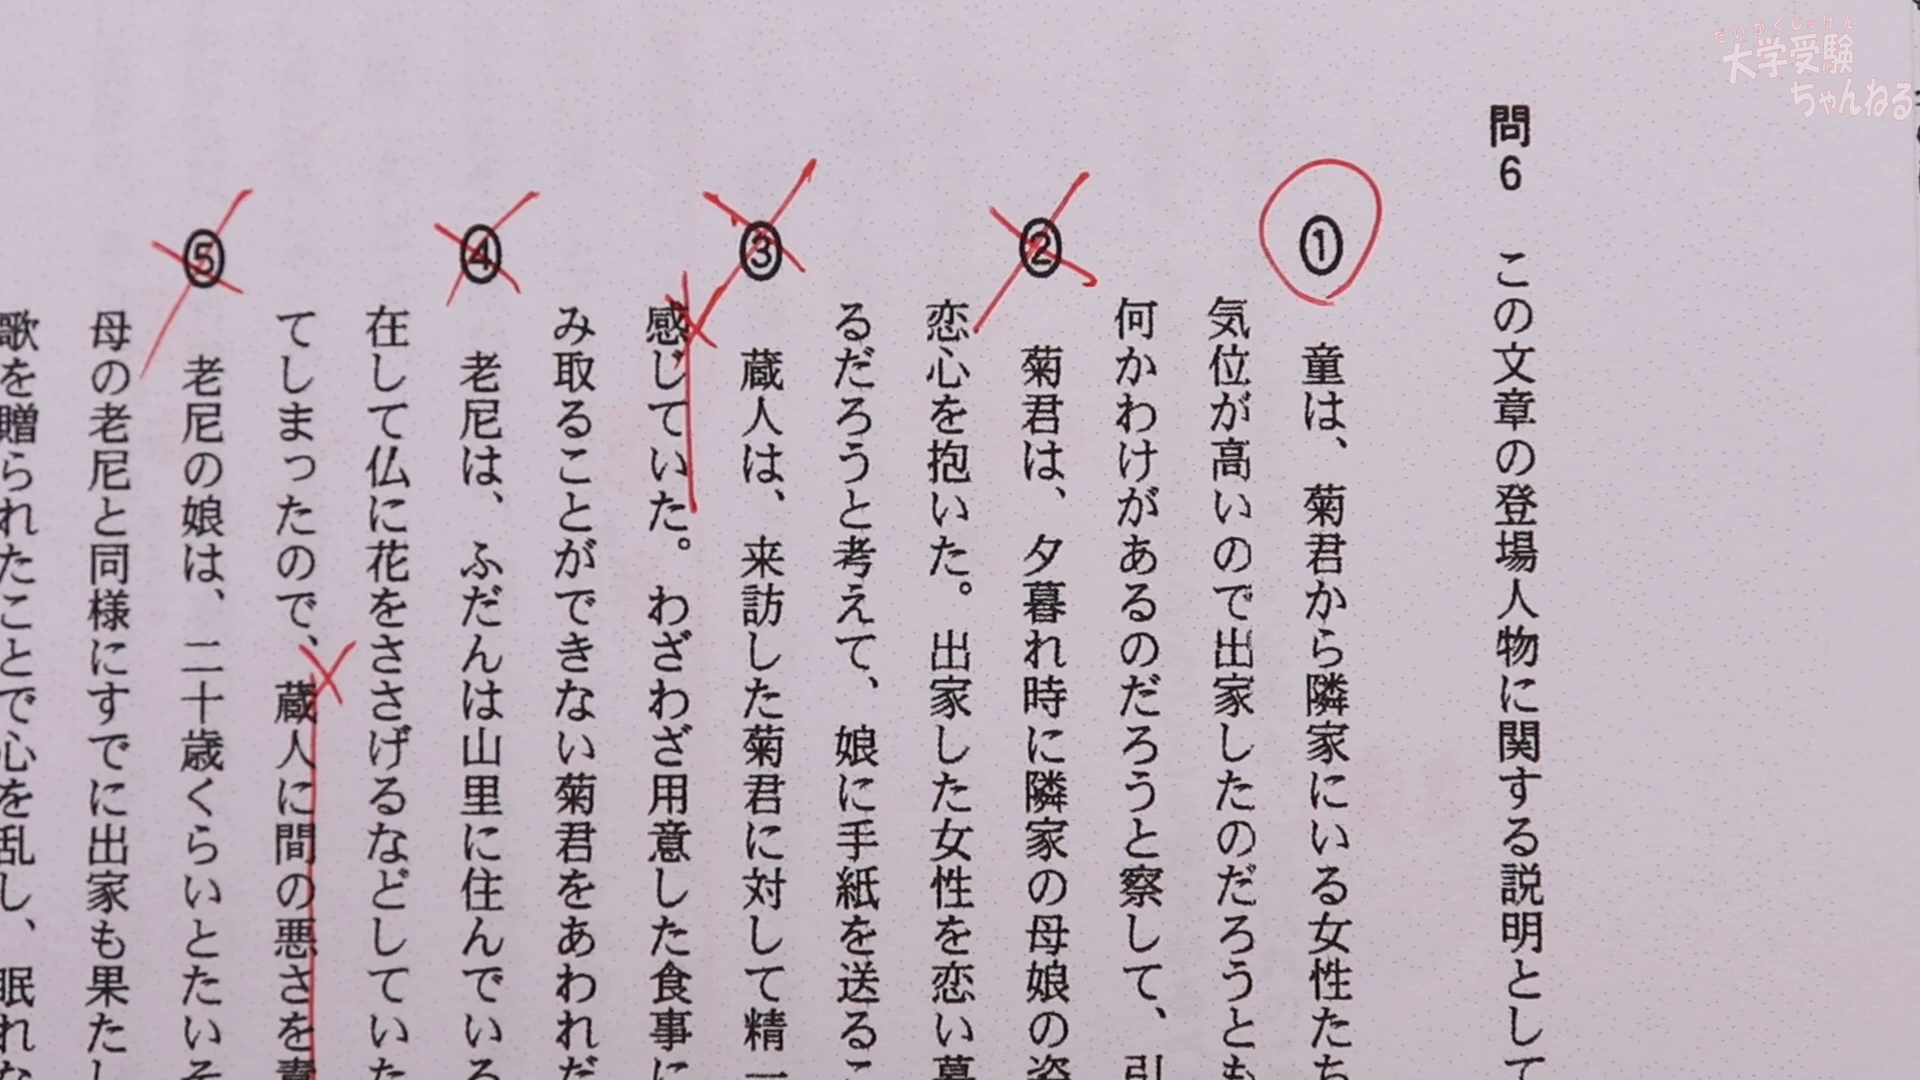 問6 この文章の登場人物に関する説明として
①
童は、菊君から隣家にいる女性たち
気位が高いので出家したのだろうとも
何かわけがあるのだろうと察して、引
②
菊君は、夕暮れ時に隣家の母娘の姿
恋心を抱いた。出家した女性を恋い慕
るだろうと考えて、娘に手紙を送るこ
③
蔵人は、来訪した菊君に対して精一
感じていた。わざわざ用意した食事に
み取ることができない菊君をあわれだ
④
老尼は、ふだんは山里に住んでいる
在して仏に花をささげるなどしていた
てしまったので、蔵人に間の悪さを責
⑤
老尼の娘は、二十歳くらいとたいそ
母の老尼と同様にすでに出家も果たし
歌を贈られたことで心を乱し、眠れな
だいがくじゅけん
大学受験
ちゃんねる